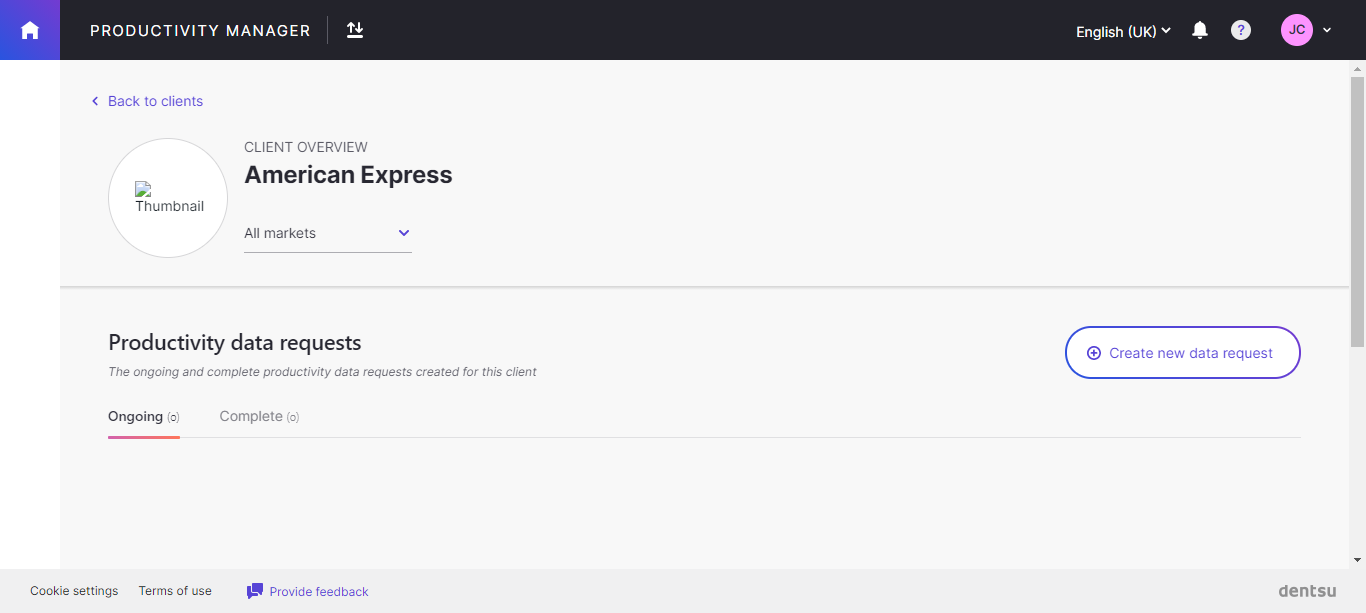 PRODUCTIVITY MANAGER
English (UK)
?
JC
Back to clients
CLIENT OVERVIEW
American Express
Thumbnail
All markets
Productivity data requests
Create new data request
The ongoing and complete productivity data requests created for this client
Ongoing (0)
Complete (0)
Cookie settings
Terms of use
Provide feedback
dentsu